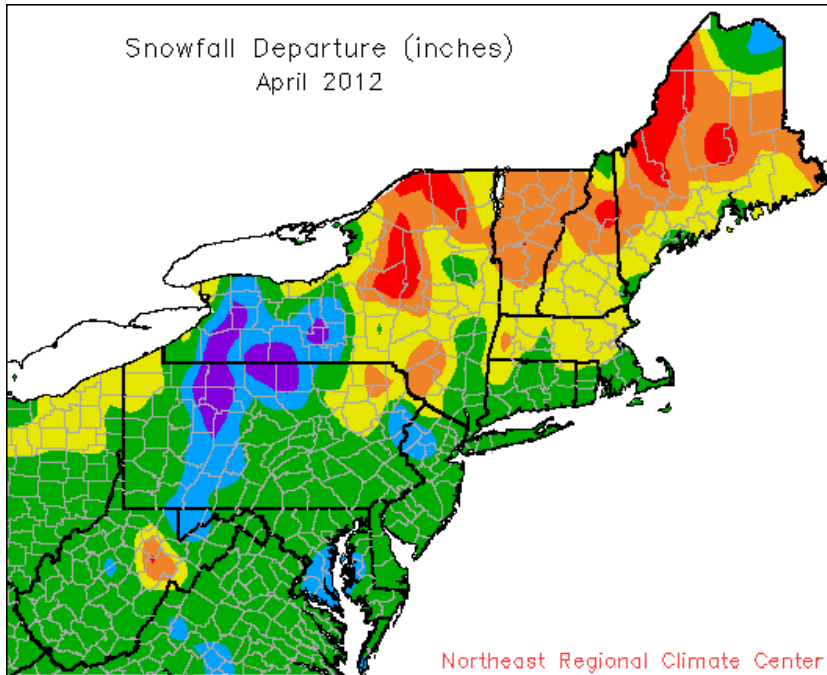 Snowfall Departure (inches)
April 2012
Northeast Regional Climate Center